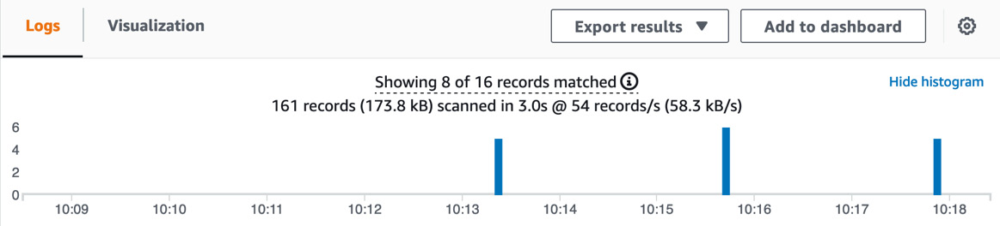 Logs Visualization Export results Add to dashboard
Showing 8 of 16 records matched
Hide histogram
161 records (173.8 kB) scanned in 3.0s @ 54 records/s (58.3 kB/s)
6
4
2
0
10:09 10:10 10:11 10:12 10:13 10:14 10:15 10:16 10:17 10:18